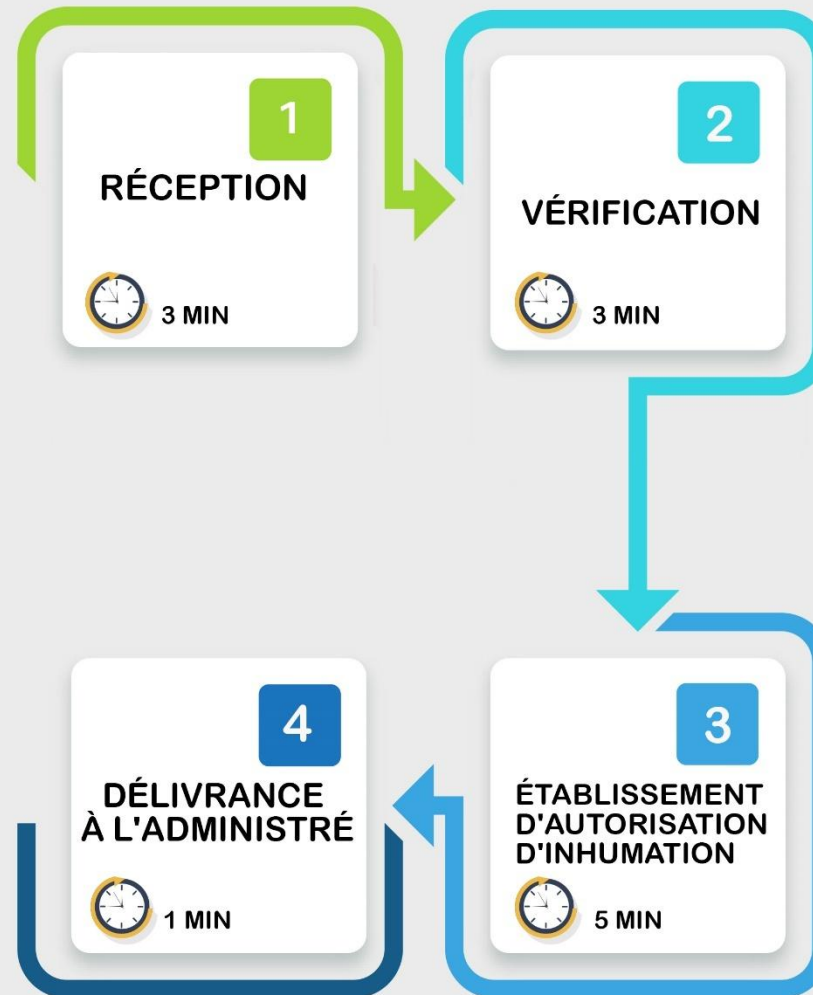 1
RÉCEPTION
3 MIN
2
VÉRIFICATION
3 MIN
3
ÉTABLISSEMENT
D'AUTORISATION
D'INHUMATION
5 MIN
4
DÉLIVRANCE
À L'ADMINISTRÉ
1 MIN